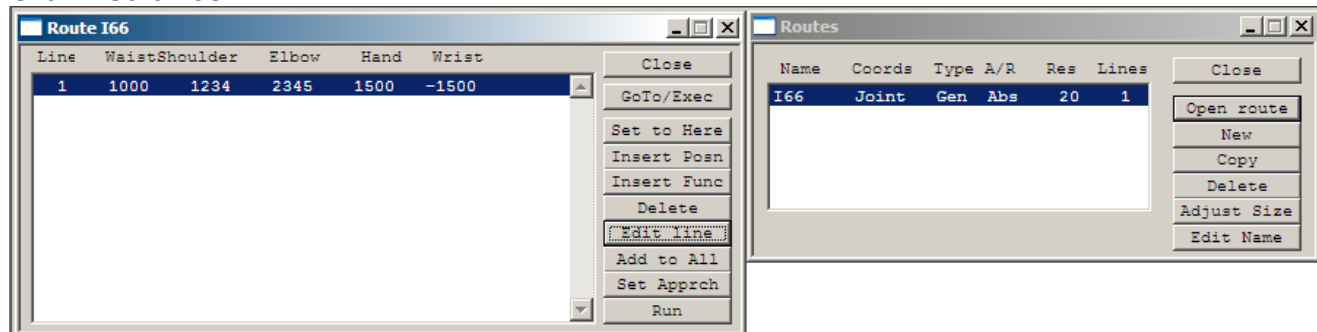 Route I66
Line WaistShoulder Elbow Hand Wrist
1 1000 1234 2345 1500 -1500
Close
GoTo/Exec
Set to Here
Insert Posn
Insert Func
Delete
Edit line
Add to All
Set Apprch
Run
Routes
Name Coords Type A/R Res Lines
I66 Joint Gen Abs 20 1
Close
Open route
New
Copy
Delete
Adjust Size
Edit Name